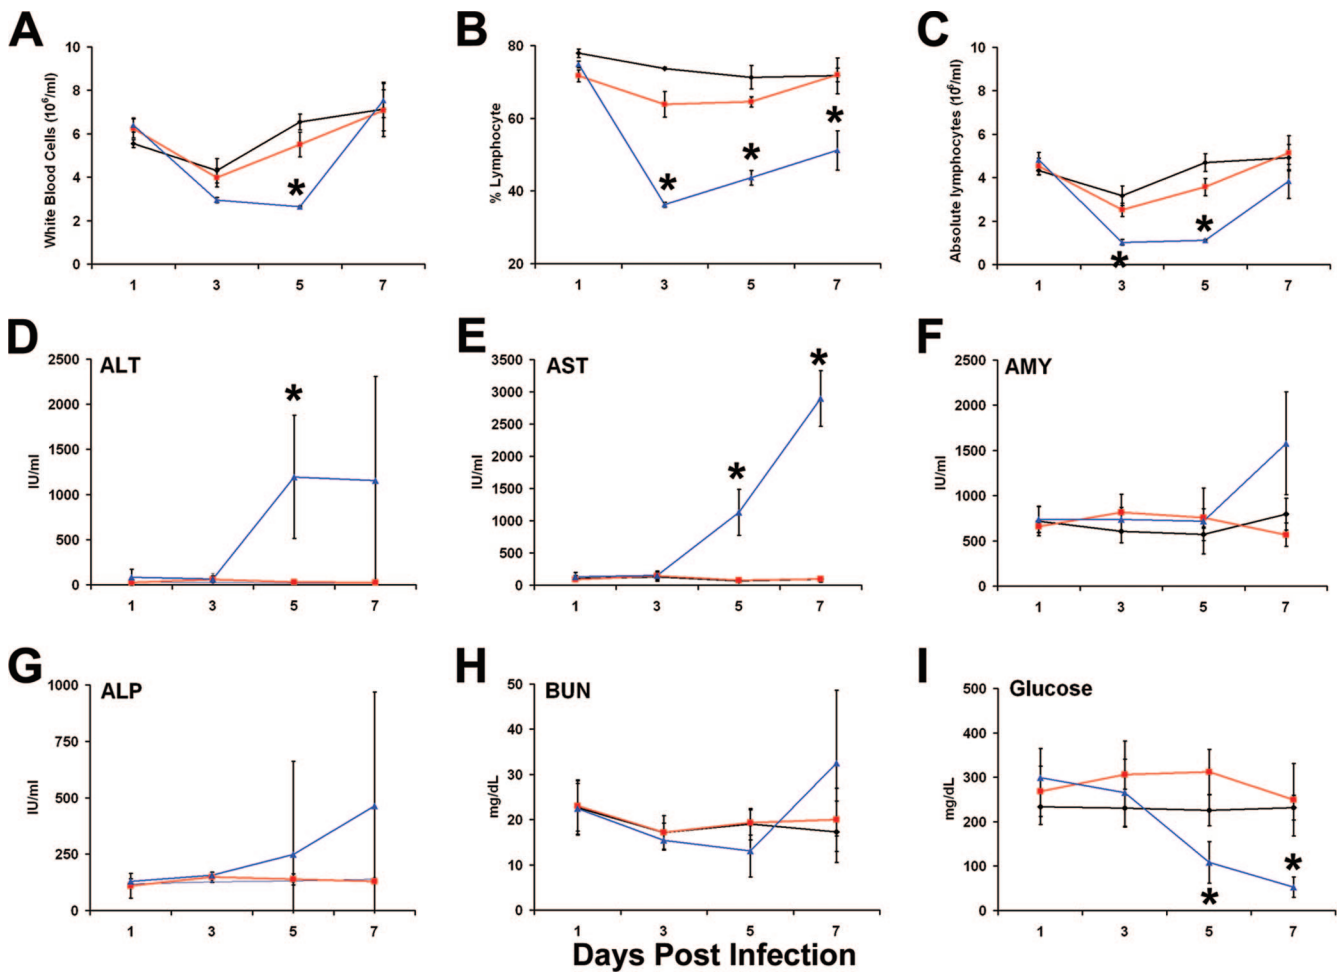 A
White Blood Cells (10⁶/ml)
10
8
6
4
2
0
*
1 3 5 7
B
% Lymphocyte
80
60
40
20
* * *
1 3 5 7
C
Absolute lymphocytes (10⁶/ml)
10
8
6
4
2
0
* *
1 3 5 7
D
ALT
IU/ml
2500
2000
1500
1000
500
0
*
1 3 5 7
E
AST
IU/ml
3500
3000
2500
2000
1500
1000
500
0
* *
1 3 5 7
F
AMY
IU/ml
2500
2000
1500
1000
500
0
1 3 5 7
G
ALP
IU/ml
1000
750
500
250
0
1 3 5 7
H
BUN
mg/dL
50
40
30
20
10
0
1 3 5 7
I
Glucose
mg/dL
500
400
300
200
100
0
* *
1 3 5 7
Days Post Infection